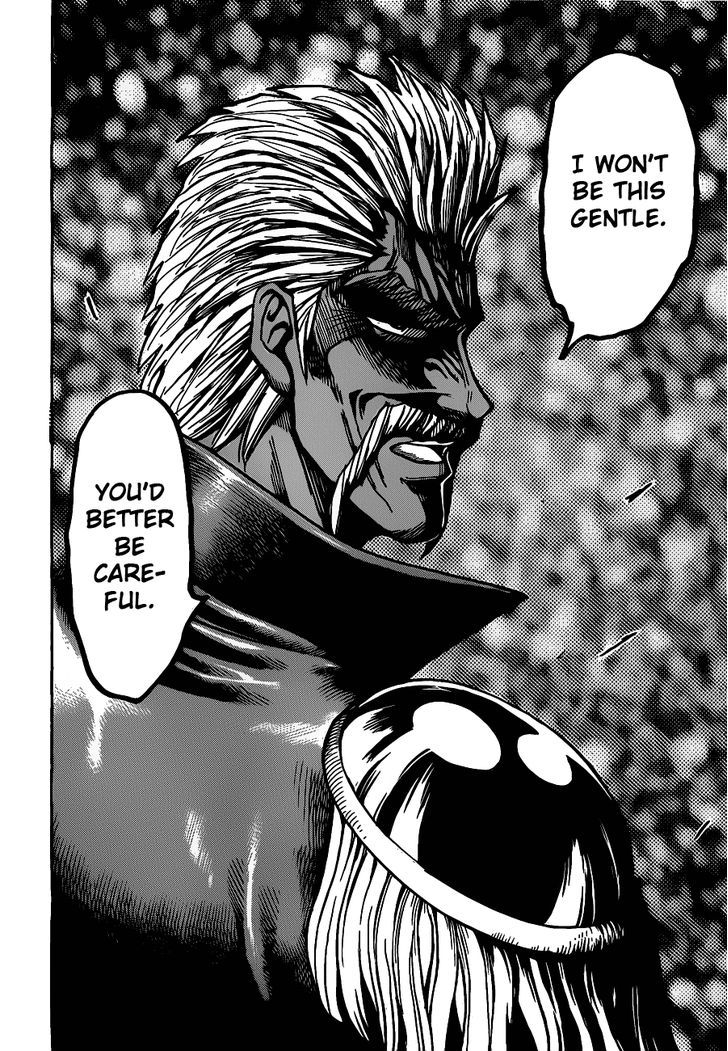 I WON'T
BE THIS
GENTLE.
YOU'D
BETTER
BE
CARE-
FUL.